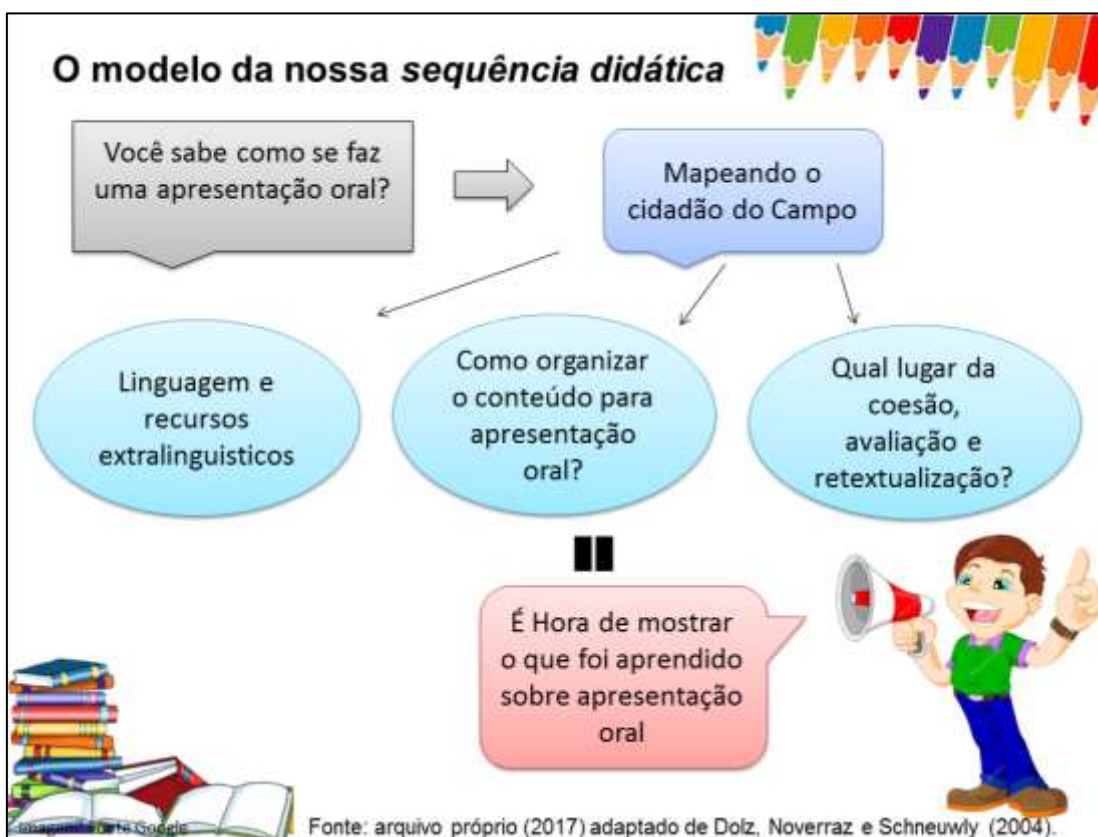 O modelo da nossa sequência didática
Você sabe como se faz
uma apresentação oral?
Mapeando o
cidadão do Campo
Linguagem e
recursos
extralinguisticos
Como organizar
o conteúdo para
apresentação
oral?
Qual lugar da
coesão,
avaliação e
retextualização?
É Hora de mostrar
o que foi aprendido
sobre apresentação
oral
Google
Fonte: arquivo próprio (2017) adaptado de Dolz, Noverraz e Schneuwly (2004).